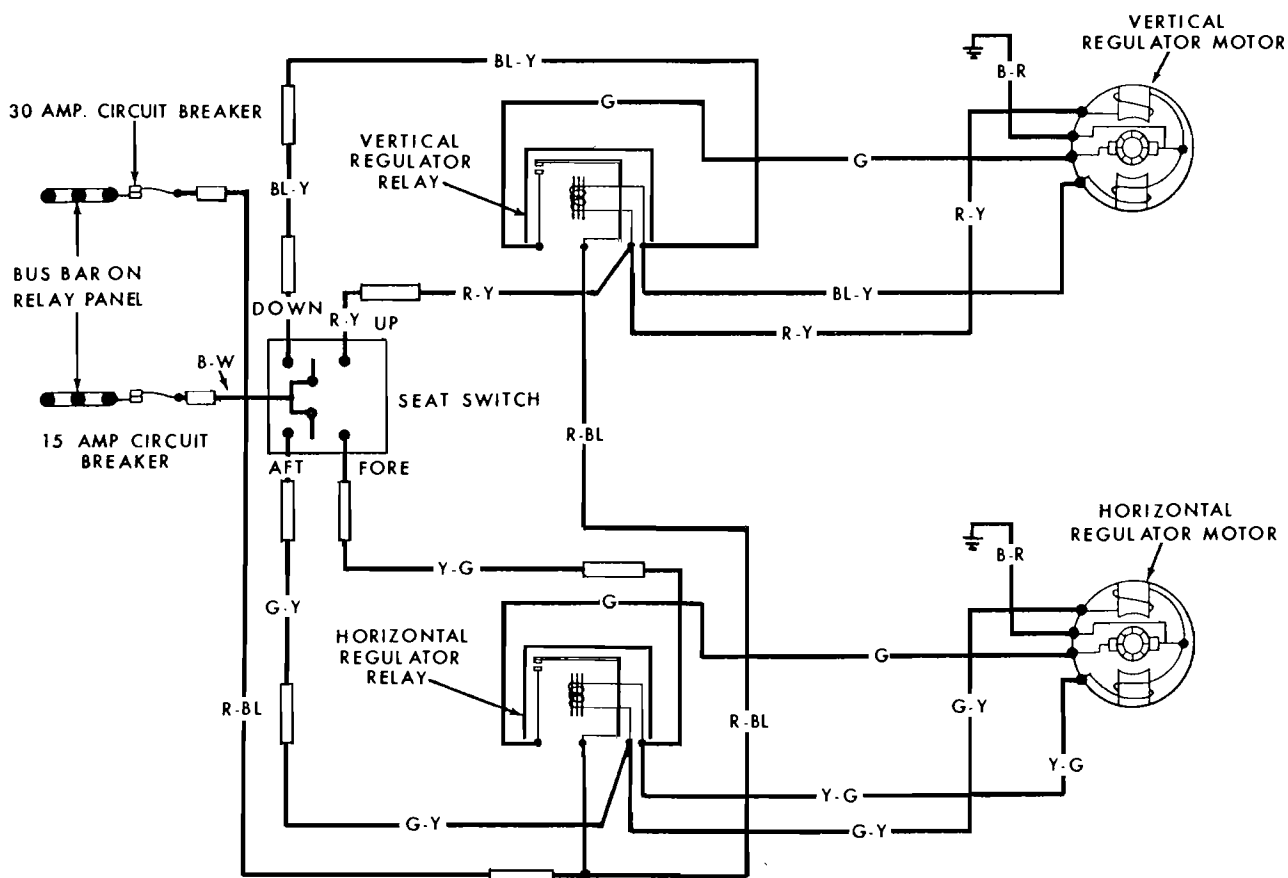 VERTICAL
REGULATOR MOTOR
BL-Y
B-R
30 AMP. CIRCUIT BREAKER
G
VERTICAL
REGULATOR
RELAY
G
BL-Y
R-Y
BUS BAR ON
RELAY PANEL
DOWN
R-Y
UP
R-Y
BL-Y
R-Y
B-W
SEAT SWITCH
15 AMP CIRCUIT
BREAKER
R-BL
AFT
FORE
HORIZONTAL
REGULATOR MOTOR
B-R
Y-G
G-Y
G
HORIZONTAL
REGULATOR
RELAY
G
R-BL
R-BL
G-Y
Y-G
Y-G
G-Y
G-Y